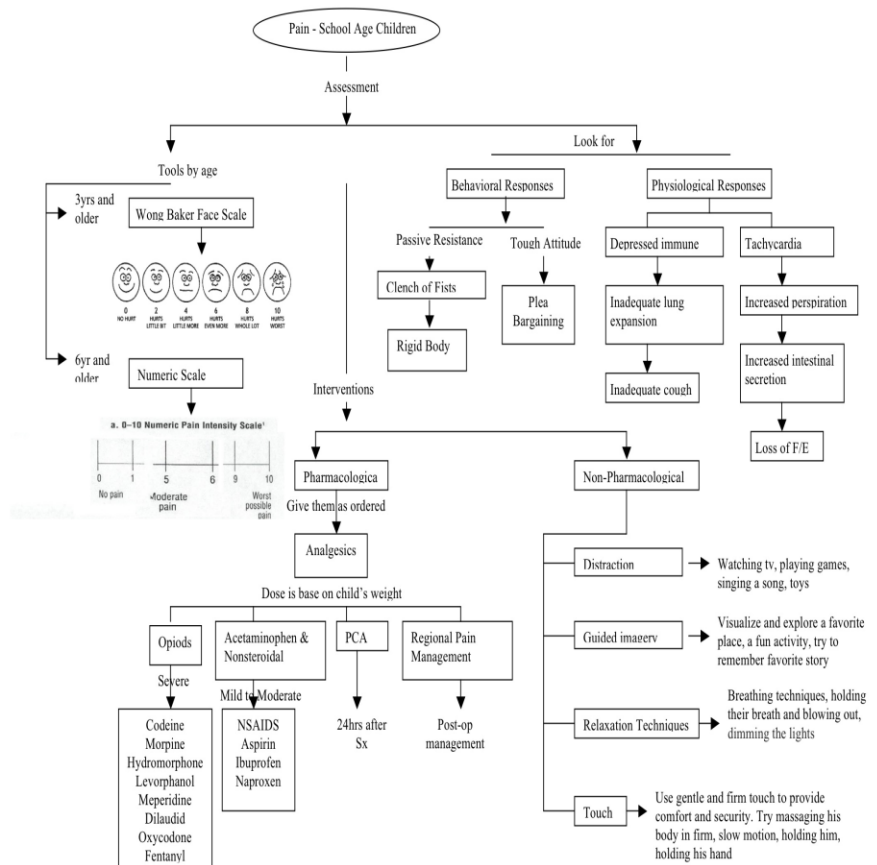 Pain - School Age Children
Assessment
Look for
Tools by age
3yrs and
older
Wong Baker Face Scale
0
NO HURT
2
HURTS
LITTLE BIT
4
HURTS
LITTLE MORE
6
HURTS
EVEN MORE
8
HURTS
WHOLE LOT
10
HURTS
WORST
6yr and
older
Numeric Scale
a. 0–10 Numeric Pain Intensity Scale¹
0 1 5 6 9 10
No pain
Moderate
pain
Worst
possible
pain
Behavioral Responses
Passive Resistance
Clench of Fists
Rigid Body
Tough Attitude
Plea
Bargaining
Physiological Responses
Depressed immune
Inadequate lung
expansion
Inadequate cough
Tachycardia
Increased perspiration
Increased intestinal
secretion
Loss of F/E
Interventions
Pharmacologica
Give them as ordered
Analgesics
Dose is base on child's weight
Opiods
Severe
Codeine
Morpine
Hydromorphone
Levorphanol
Meperidine
Dilaudid
Oxycodone
Fentanyl
Acetaminophen &
Nonsteroidal
Mild to Moderate
NSAIDS
Aspirin
Ibuprofen
Naproxen
PCA
24hrs after
Sx
Regional Pain
Management
Post-op
management
Non-Pharmacological
Distraction
Watching tv, playing games,
singing a song, toys
Guided imagery
Visualize and explore a favorite
place, a fun activity, try to
remember favorite story
Relaxation Techniques
Breathing techniques, holding
their breath and blowing out,
dimming the lights
Touch
Use gentle and firm touch to provide
comfort and security. Try massaging his
body in firm, slow motion, holding him,
holding his hand